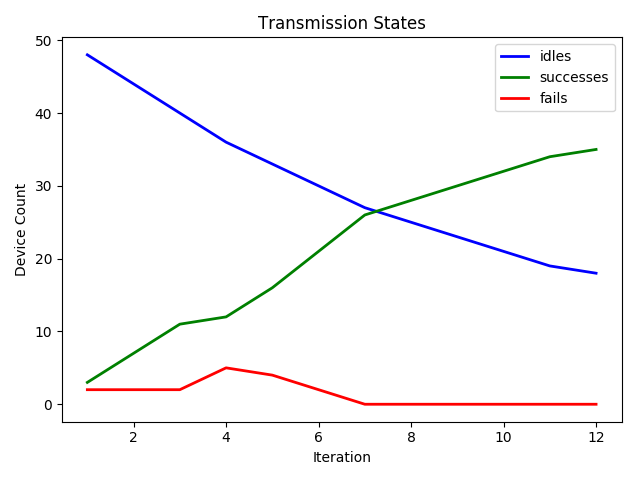 Transmission States
50
40
30
20
10
0
Device Count
idles
successes
fails
2
4
6
8
10
12
Iteration